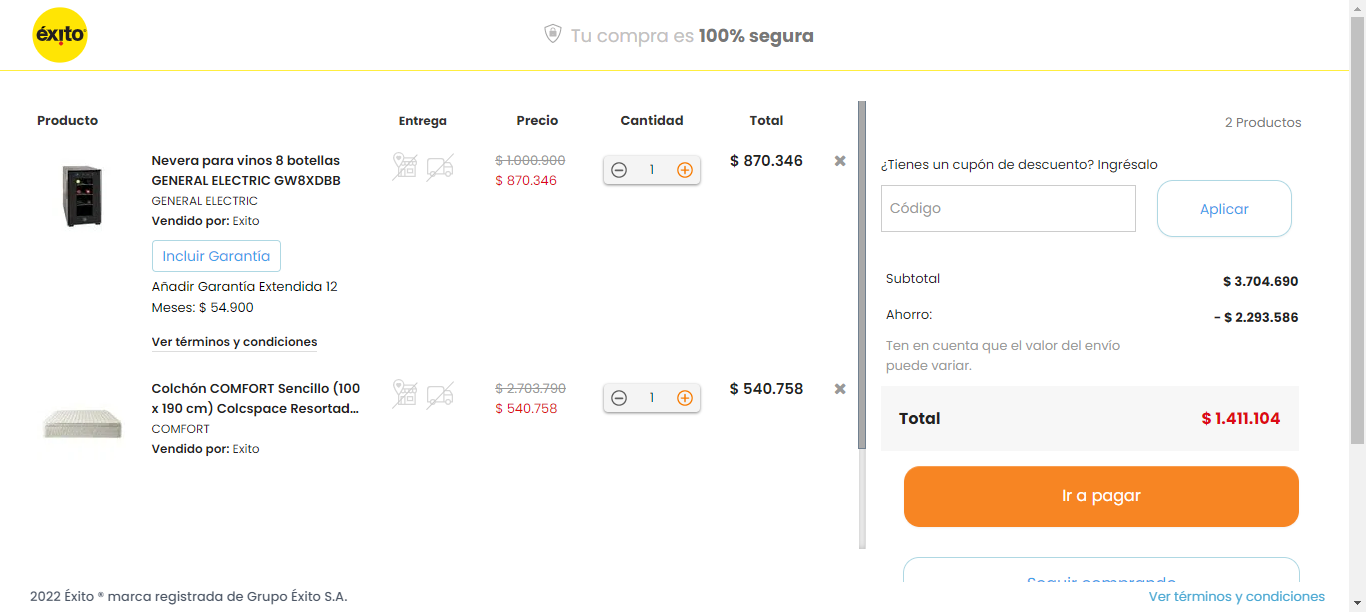 éxito
Tu compra es 100% segura
Producto
Entrega
Precio
Cantidad
Total
Nevera para vinos 8 botellas
GENERAL ELECTRIC GW8XDBB
GENERAL ELECTRIC
Vendido por: Exito
Incluir Garantía
Añadir Garantía Extendida 12
Meses: $ 54.900
Ver términos y condiciones
$ 1.000.900
$ 870.346
1
$ 870.346
Colchón COMFORT Sencillo (100
x 190 cm) Colcspace Resortad...
COMFORT
Vendido por: Exito
$ 2.703.790
$ 540.758
1
$ 540.758
2 Productos
¿Tienes un cupón de descuento? Ingrésalo
Código
Aplicar
Subtotal
$ 3.704.690
Ahorro:
- $ 2.293.586
Ten en cuenta que el valor del envío
puede variar.
Total
$ 1.411.104
Ir a pagar
Seguir comprando
2022 Éxito ® marca registrada de Grupo Éxito S.A.
Ver términos y condiciones